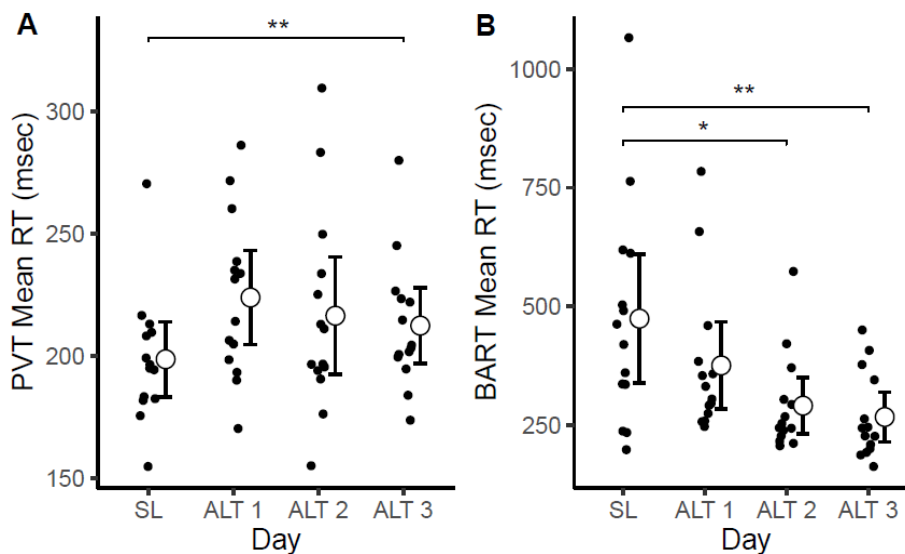 A
**
PVT Mean RT (msec)
300
250
200
150
SL ALT 1 ALT 2 ALT 3
Day
B
**
*
BART Mean RT (msec)
1000
750
500
250
SL ALT 1 ALT 2 ALT 3
Day